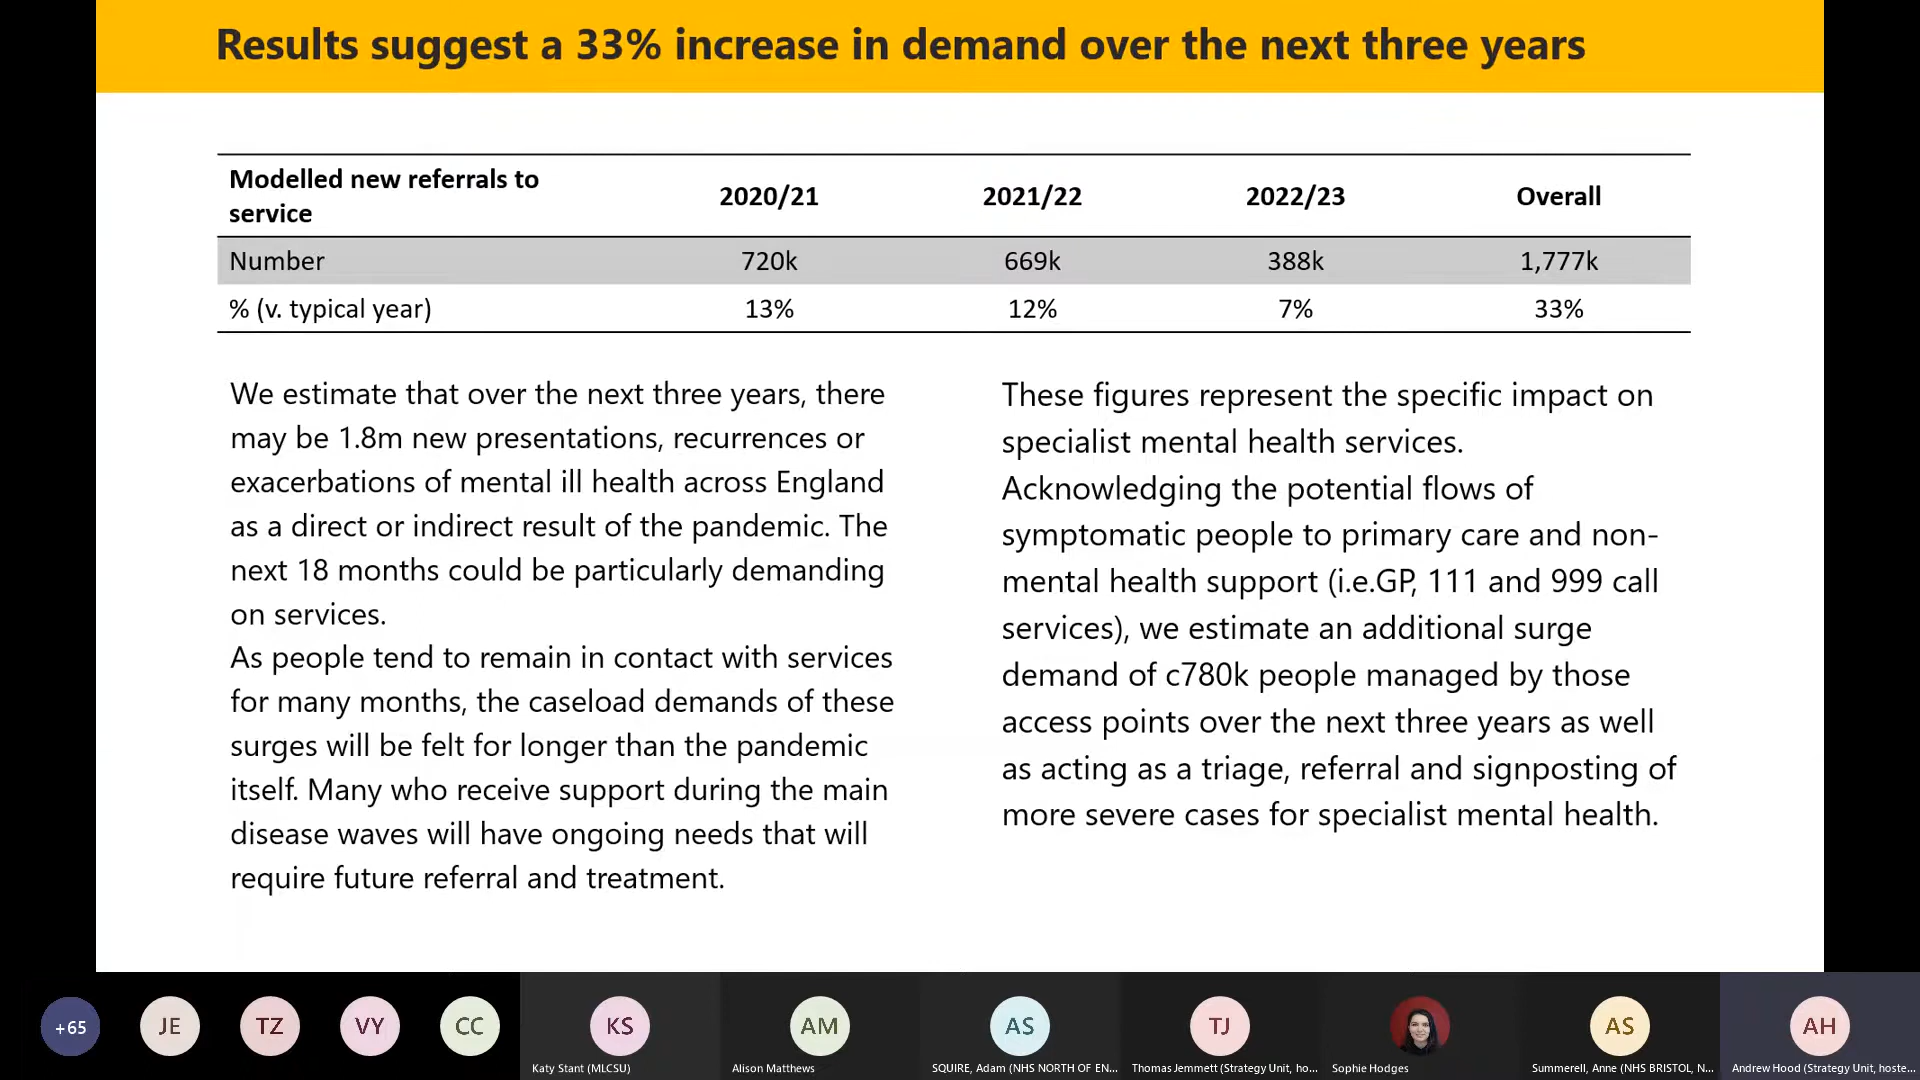 Results suggest a 33% increase in demand over the next three years
Modelled new referrals to
service
2020/21
2021/22
2022/23
Overall
Number
720k
669k
388k
1,777k
% (v. typical year)
13%
12%
7%
33%
We estimate that over the next three years, there
may be 1.8m new presentations, recurrences or
exacerbations of mental ill health across England
as a direct or indirect result of the pandemic. The
next 18 months could be particularly demanding
on services.
As people tend to remain in contact with services
for many months, the caseload demands of these
surges will be felt for longer than the pandemic
itself. Many who receive support during the main
disease waves will have ongoing needs that will
require future referral and treatment.
These figures represent the specific impact on
specialist mental health services.
Acknowledging the potential flows of
symptomatic people to primary care and non-
mental health support (i.e.GP, 111 and 999 call
services), we estimate an additional surge
demand of c780k people managed by those
access points over the next three years as well
as acting as a triage, referral and signposting of
more severe cases for specialist mental health.
+65
JE
TZ
VY
CC
KS
AM
AS
TJ
AS
AH
Katy Stant (MLCSU)
Alison Matthews
SQUIRE, Adam (NHS NORTH OF EN...
Thomas Jemmett (Strategy Unit, ho...
Sophie Hodges
Summerell, Anne (NHS BRISTOL, N...
Andrew Hood (Strategy Unit, hoste...